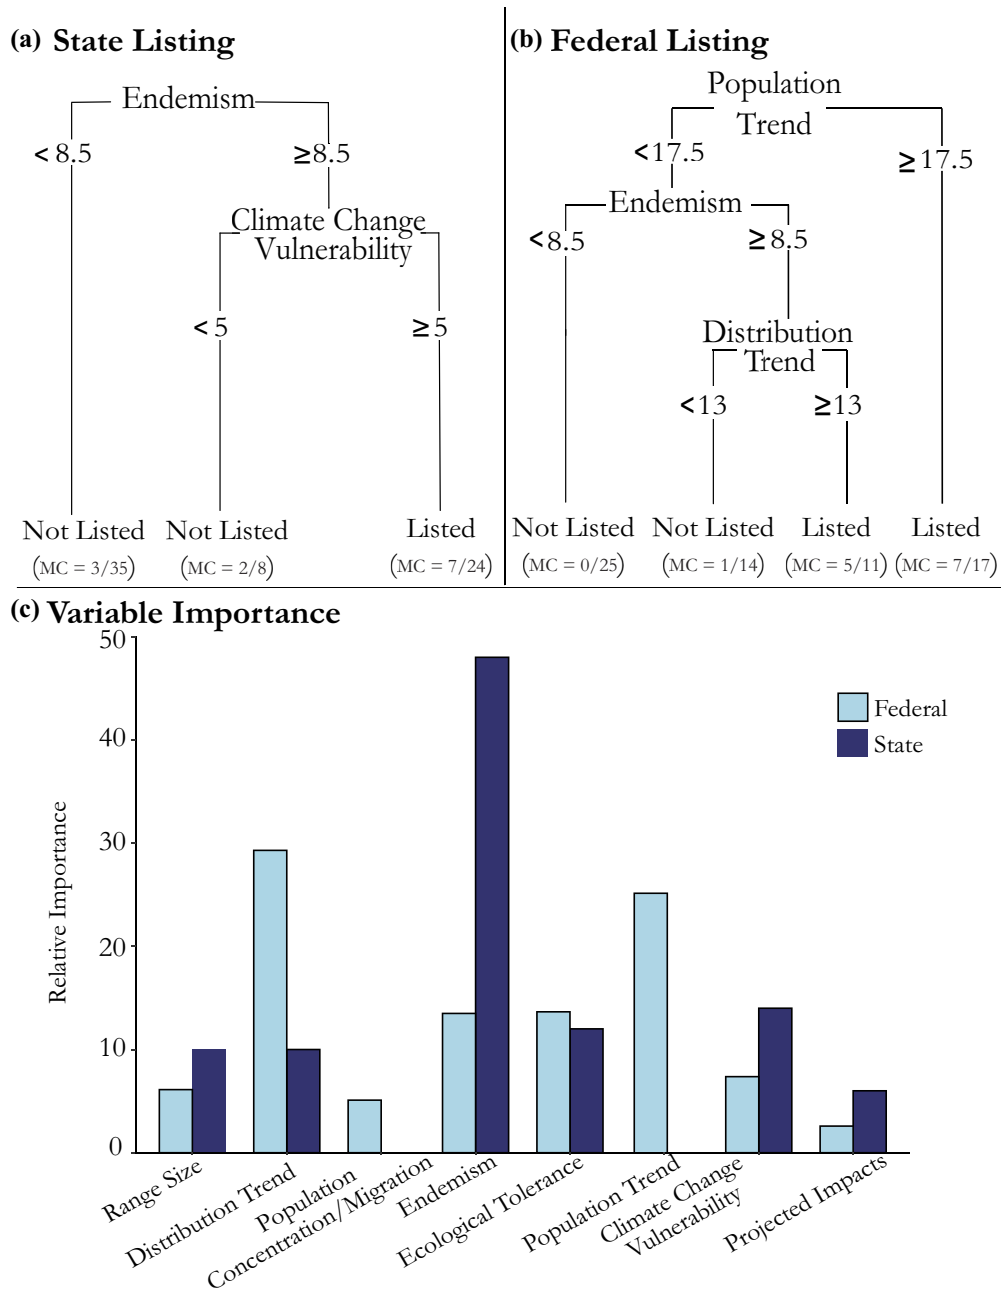 (a) State Listing
Endemism
< 8.5
≥8.5
Climate Change
Vulnerability
< 5
≥ 5
Not Listed
(MC = 3/35)
Not Listed
(MC = 2/8)
Listed
(MC = 7/24)
(b) Federal Listing
Population
Trend
<17.5
≥ 17.5
Endemism
<8.5
≥8.5
Distribution
Trend
<13
≥13
Not Listed
(MC = 0/25)
Not Listed
(MC = 1/14)
Listed
(MC = 5/11)
Listed
(MC = 7/17)
(c) Variable Importance
50
40
30
20
10
0
Relative Importance
Federal
State
Range Size
Distribution Trend
Population
Concentration/Migration
Endemism
Ecological Tolerance
Population Trend
Climate Change
Vulnerability
Projected Impacts